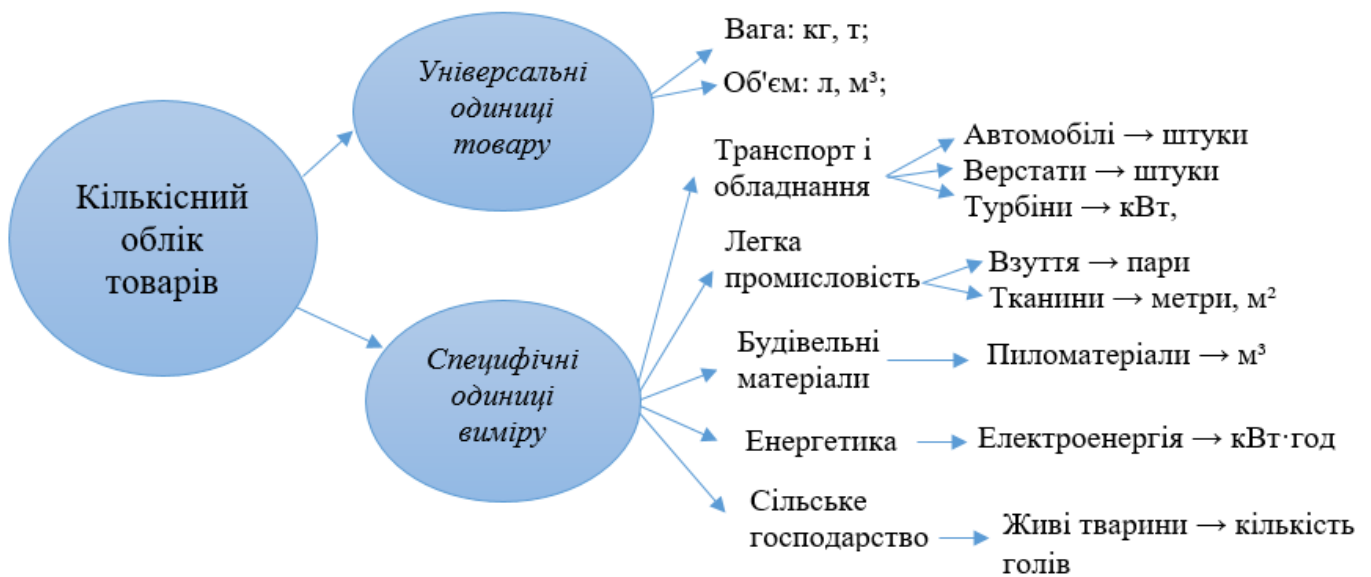 Кількісний
облік
товарів
Універсальні
одиниці
товару
Вага: кг, т;
Об'єм: л, м³;
Специфічні
одиниці
виміру
Транспорт і
обладнання
Автомобілі → штуки
Верстати → штуки
Турбіни → кВт,
Легка
промисловість
Взуття → пари
Тканини → метри, м²
Будівельні
матеріали
Пиломатеріали → м³
Енергетика
Електроенергія → кВт·год
Сільське
господарство
Живі тварини → кількість
голів